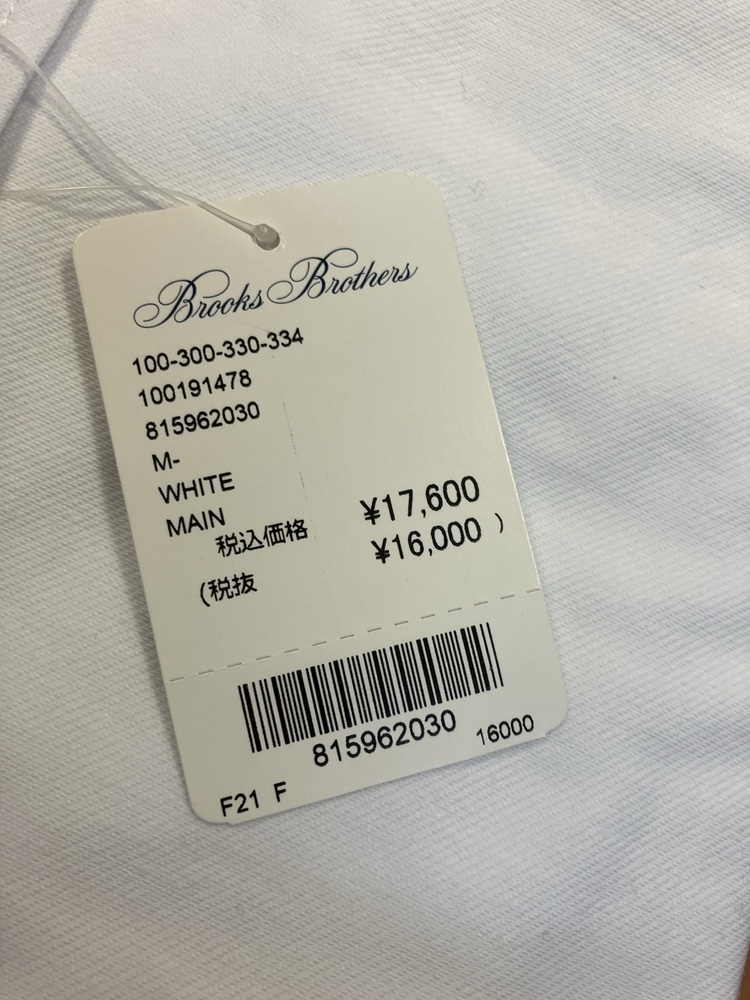 Brooks Brothers
100-300-330-334
100191478
815962030
M-
WHITE
MAIN
税込価格 ¥17,600
(税抜 ¥16,000 )
815962030
16000
F21 F